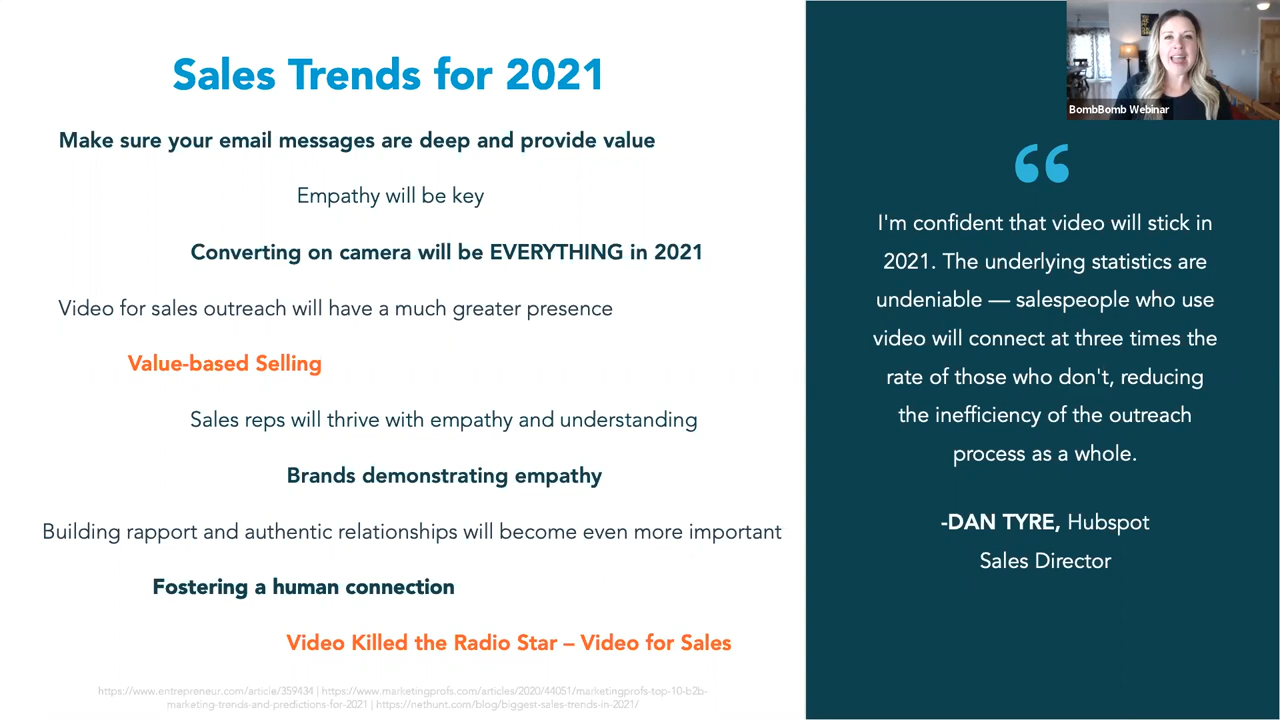 Sales Trends for 2021
Make sure your email messages are deep and provide value
Empathy will be key
Converting on camera will be EVERYTHING in 2021
Video for sales outreach will have a much greater presence
Value-based Selling
Sales reps will thrive with empathy and understanding
Brands demonstrating empathy
Building rapport and authentic relationships will become even more important
Fostering a human connection
Video Killed the Radio Star – Video for Sales
https://www.entrepreneur.com/article/359434 | https://www.marketingprofs.com/articles/2020/44051/marketingprofs-top-10-b2b-
marketing-trends-and-predictions-for-2021 | https://nethunt.com/blog/biggest-sales-trends-in-2021/
BombBomb Webinar
“
I'm confident that video will stick in
2021. The underlying statistics are
undeniable — salespeople who use
video will connect at three times the
rate of those who don't, reducing
the inefficiency of the outreach
process as a whole.
-DAN TYRE, Hubspot
Sales Director